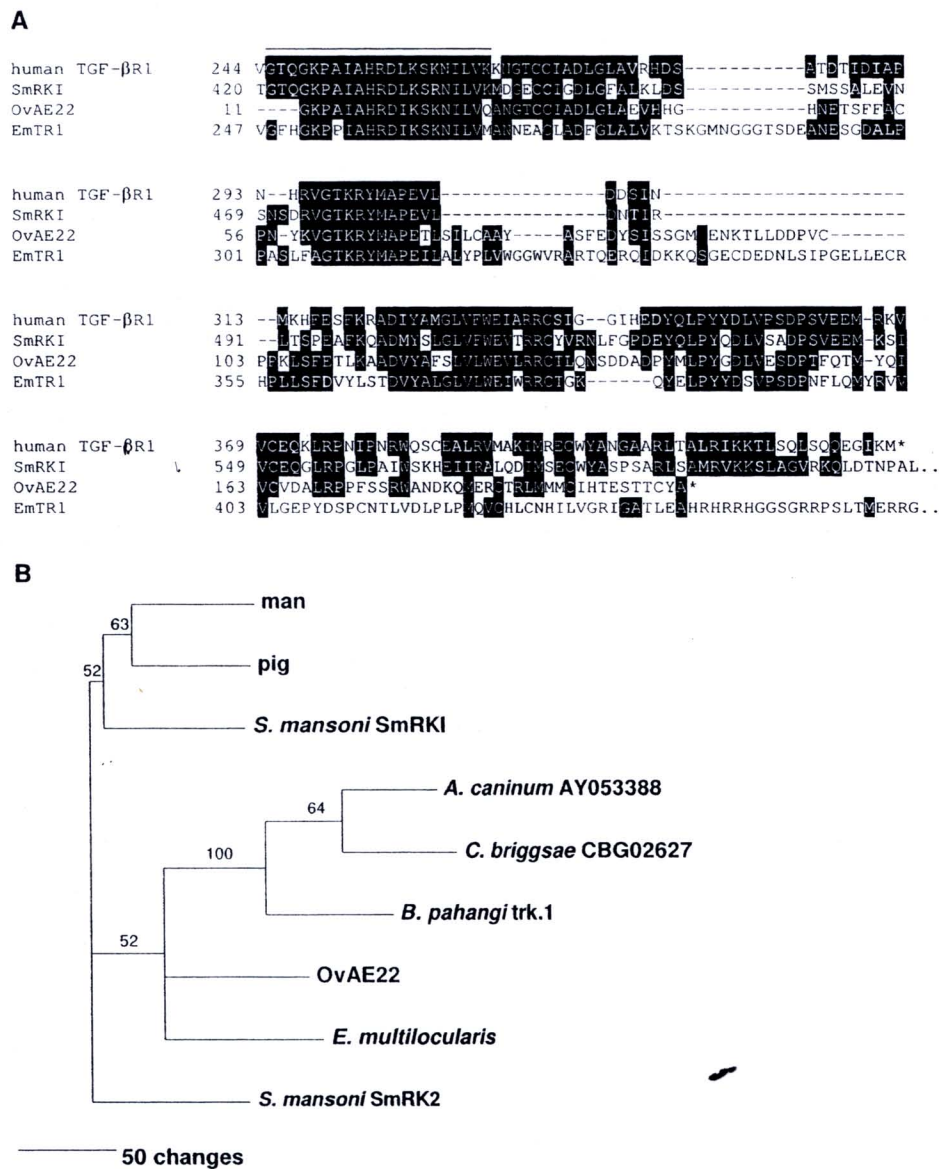 A
human TGF-βR1 244 VGTQGKPAIAHRDLKSKNILVKKNGTCCIADLGLAVRHDS-----------ATDTIDIAP
SmRKI 420 TGTQGKPAIAHRDLKSRNILVKMDGECCIGDLGFALKLDS-----------SMSSALEVN
OvAE22 11 ---GKPAIAHRDIKSKNILVQANGTCCIADLGLAEVHHG-----------HNETSFFAC
EmTR1 247 VGFHGKPPIAHRDIKSKNILVMANNEACLADFGLALVKTSKGMNGGGTSDEANESGDALP
human TGF-βR1 293 N--HRVGTKRYMAPEVL---------------DDSIN----------------------
SmRKI 469 SNSDRVGTKRYMAPEVL---------------DNTIR----------------------
OvAE22 56 PN-YKVGTKRYMAPETLSILCAAY-----ASFEDYSISSGM-ENKTLLDDPVC-------
EmTR1 301 PASLFAGTKRYMAPEILALYPLVWGGWVRARTQERQIDKKQSGECDEDNLSIPGELLECR
human TGF-βR1 313 --MKHFESFKRADIYAMGLVFWEIARRCSIG--GIHEDYQLPYYDLVPSDPSVEEM-RKV
SmRKI 491 --LTSPEAFKQADMYSLGLVFWEVTRRCYVRNLFGPDEYQLPYQDLVSADPSVEEM-KSI
OvAE22 103 PPKLSFETLKAADVYAFSLVLWEVLRRCILQNSDDADPYMLPYGDLVESDPTFQTM-YQI
EmTR1 355 HPLLSFDVYLSTDVYALGLVLWEIWRRCIGK------QYELPYYDSVPSDPNFLQMYRVV
human TGF-βR1 369 VCEQKLRPNIPNRWQSCEALRVMAKIMRECWYANGAARLTALRIKKTLSQLSQQEGIKM*
SmRKI 549 VCEQGLRPGLPAIWSKHEIIRALQDIMSECWYASPSARLSAMRVKKSLAGVRKQLDTNPAL..
OvAE22 163 VCVDALRPPFSSRWANDKQMERCTRLMMMCIHTESTTCYA*
EmTR1 403 VLGEPYDSPCNTLVDLPLPMQVCHLCNHILVGRIGATLEAHRHRRHGGSGRRPSLTMERRG..
B
man
63
pig
52
S. mansoni SmRKI
A. caninum AY053388
64
C. briggsae CBG02627
100
B. pahangi trk.1
52
OvAE22
E. multilocularis
S. mansoni SmRK2
50 changes